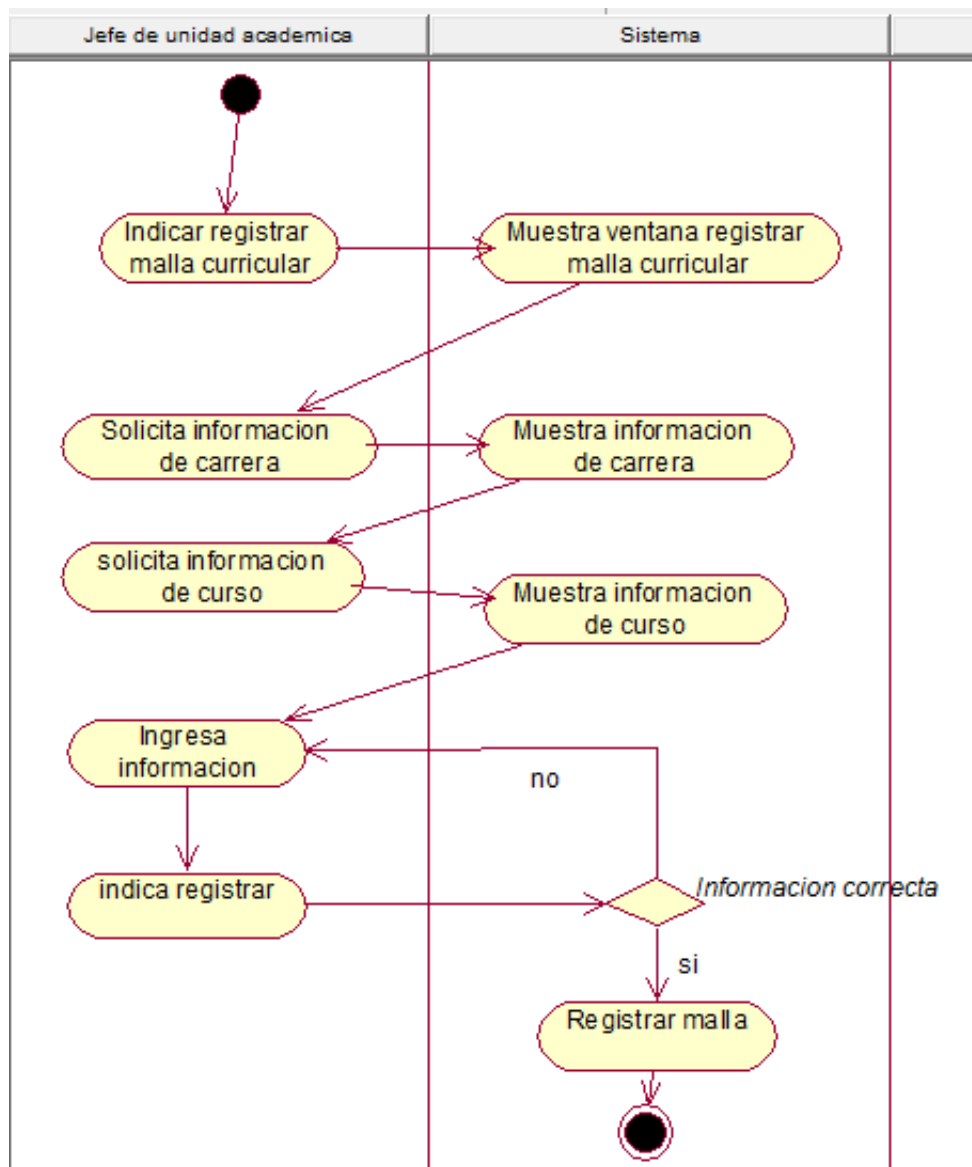 Jefe de unidad academica
Sistema
Indicar registrar
malla curricular
Muestra ventana registrar
malla curricular
Solicita informacion
de carrera
Muestra informacion
de carrera
solicita informacion
de curso
Muestra informacion
de curso
Ingresa
informacion
no
indica registrar
Informacion correcta
si
Registrar malla